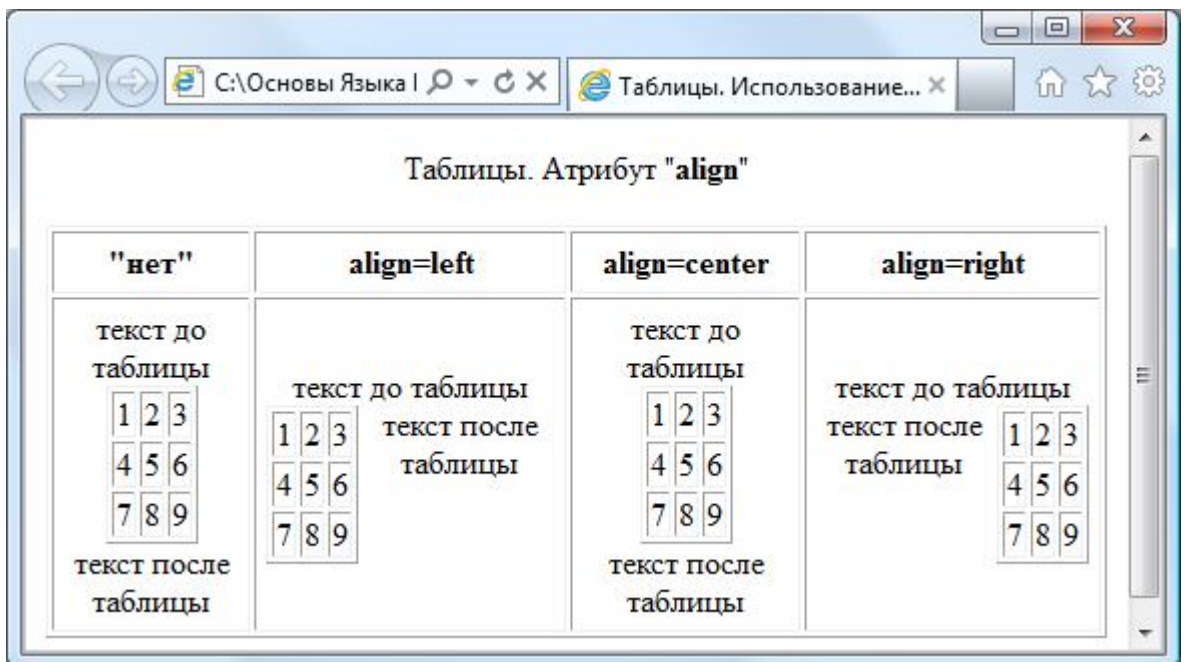 C:\Основы Языка
Таблицы. Использование...
Таблицы. Атрибут "align"
"нет"
align=left
align=center
align=right
текст до
таблицы
1 2 3
4 5 6
7 8 9
текст после
таблицы
текст до таблицы
1 2 3
4 5 6
7 8 9
текст после
таблицы
текст до
таблицы
1 2 3
4 5 6
7 8 9
текст после
таблицы
текст до таблицы
текст после
таблицы
1 2 3
4 5 6
7 8 9